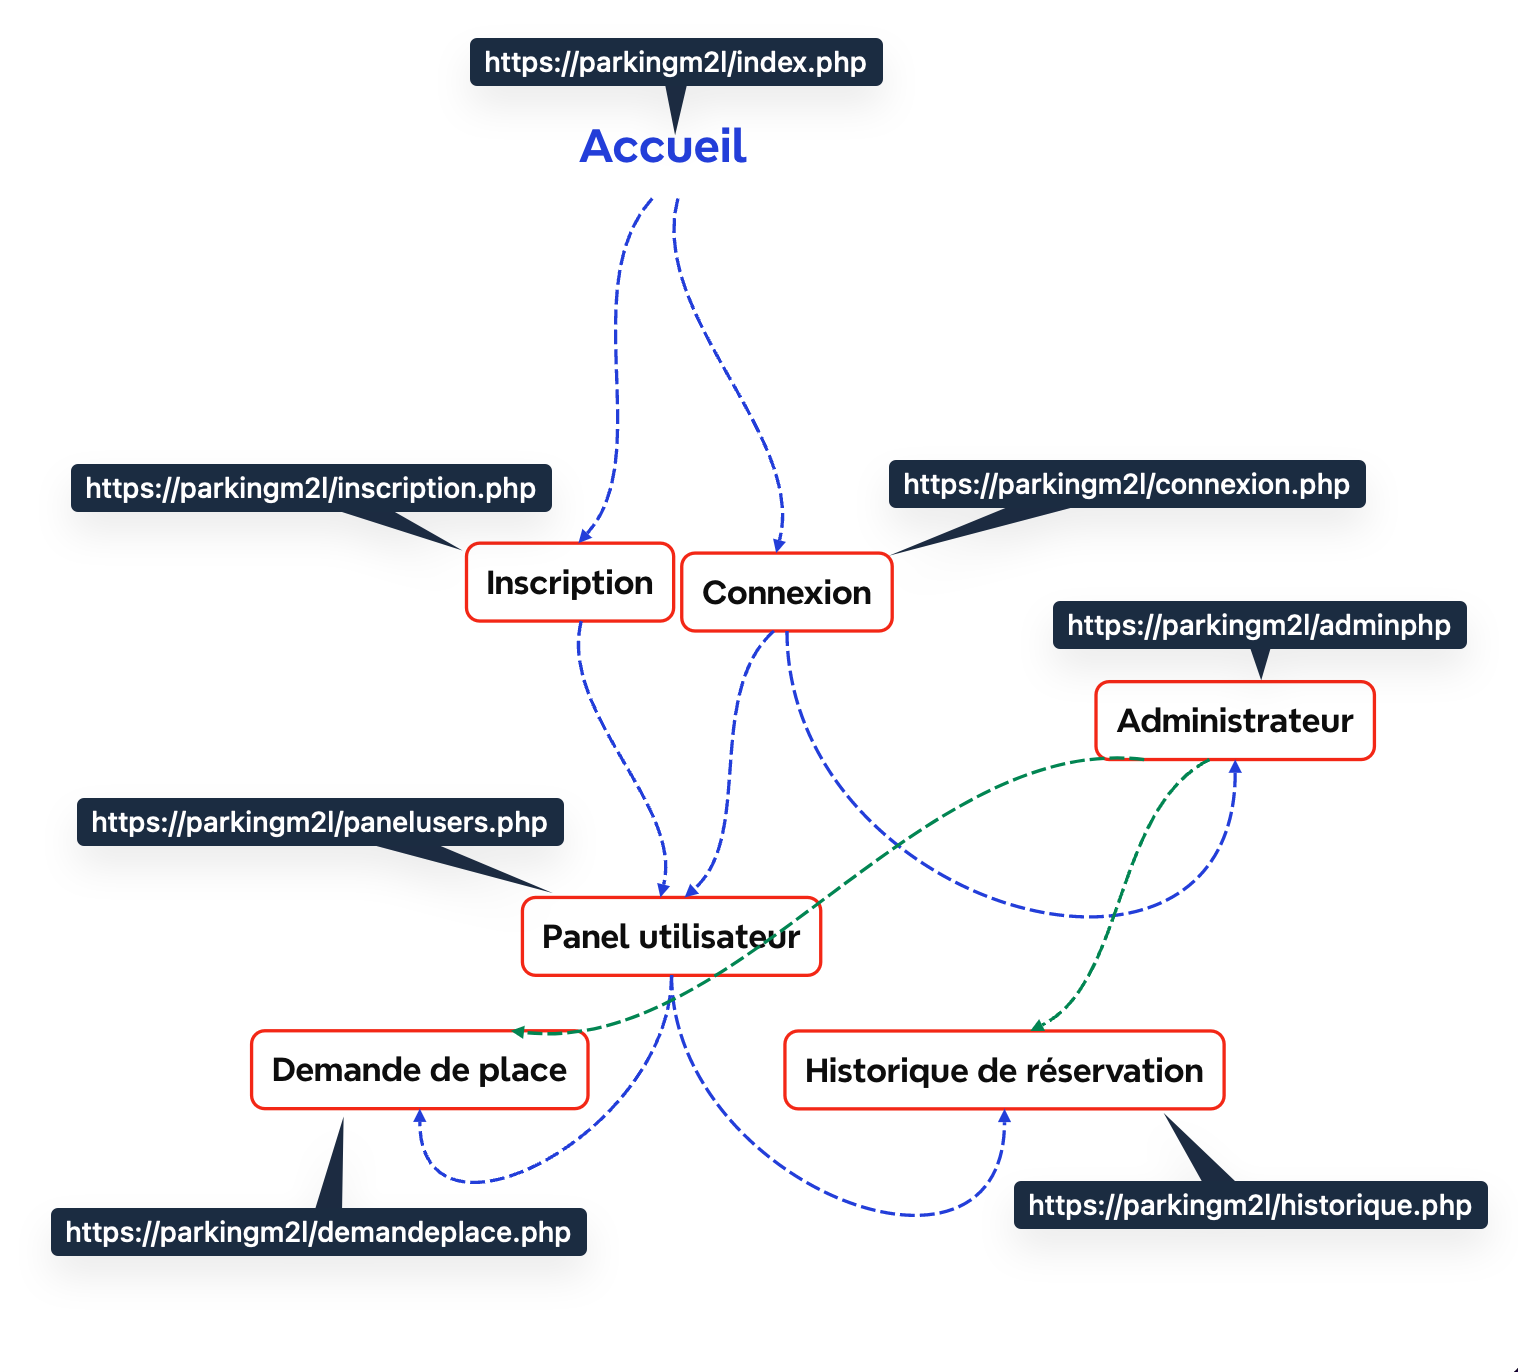 https://parkingm2l/index.php
Accueil
https://parkingm2l/inscription.php
https://parkingm2l/connexion.php
Inscription
Connexion
https://parkingm2l/adminphp
Administrateur
https://parkingm2l/panelusers.php
Panel utilisateur
Demande de place
Historique de réservation
https://parkingm2l/demandeplace.php
https://parkingm2l/historique.php